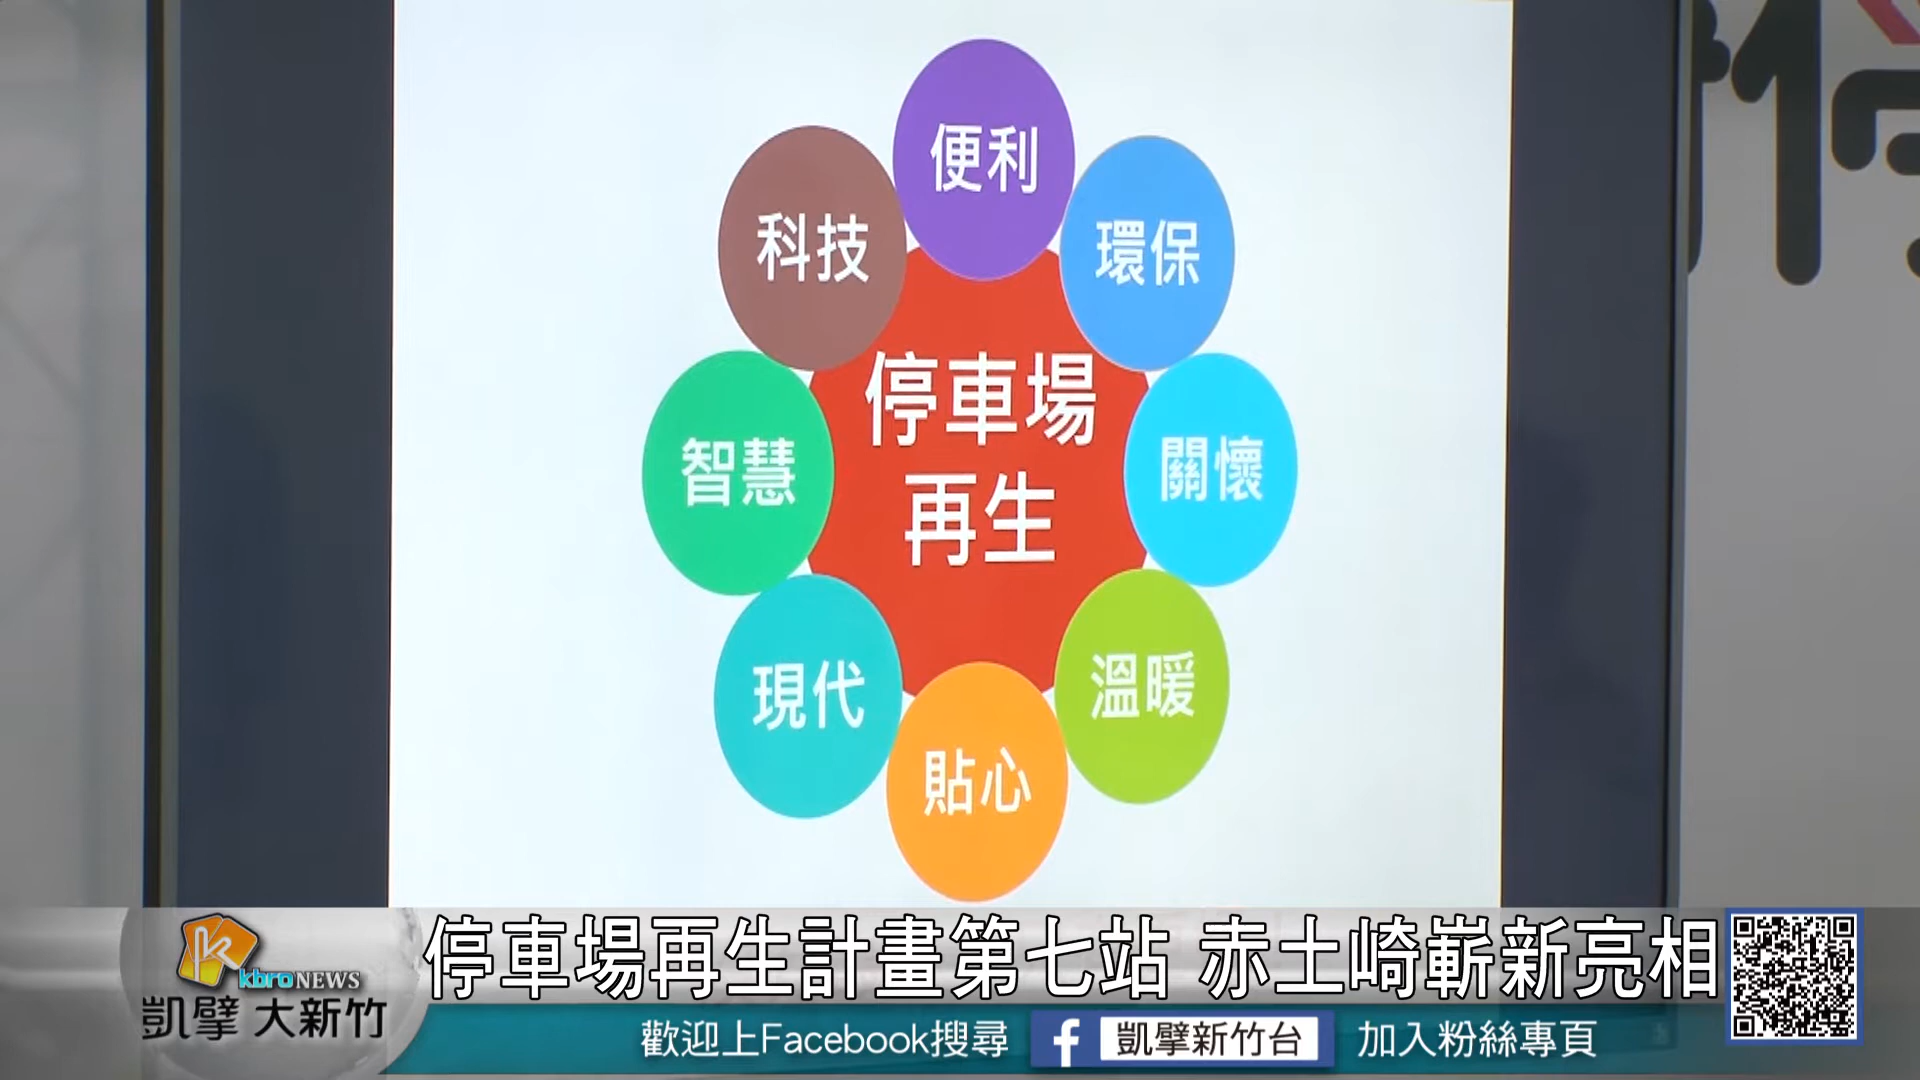 便利
科技
環保
停車場
再生
智慧
關懷
現代
溫暖
貼心
停車場再生計畫第七站 赤土崎嶄新亮相
kbro NEWS
凱擘 大新竹
歡迎上Facebook搜尋 f 凱擘新竹台 加入粉絲專頁